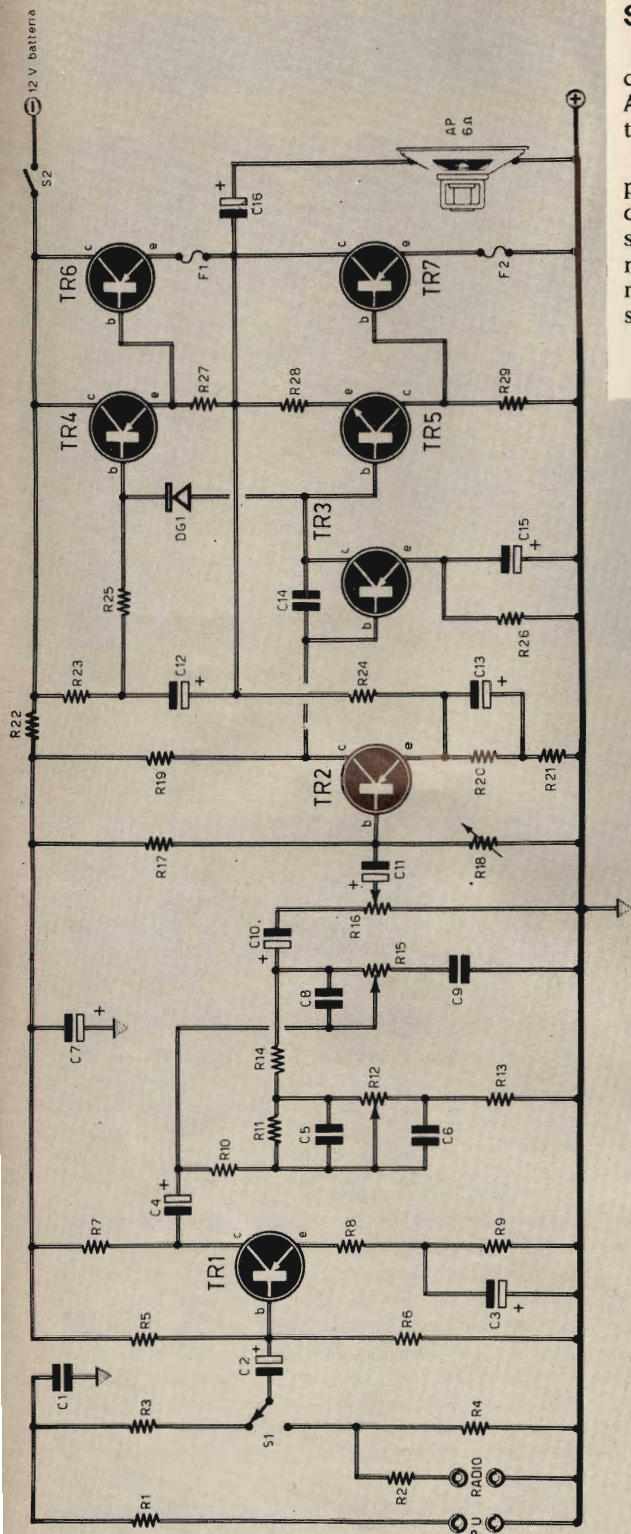 ⊖ 12 V batteria
S2
TR6
c
b
e
F1
C16
+
AP
6Ω
TR7
c
b
e
F2
+
TR4
c
b
e
R27
R28
TR5
e
b
c
R29
DG1
R25
TR3
c
b
e
C14
C15
+
R26
R22
R23
C12
+
R24
C13
+
R19
TR2
c
b
e
R20
R21
R17
C11
+
R18
R16
C10
+
C7
+
C8
R15
C9
R14
R11
C5
R12
C6
R13
R10
C4
+
R7
TR1
c
b
e
R8
R9
C3
+
R5
C2
+
R6
C1
R3
S1
R4
R2
RADIO
R1
PU
S
c
A
t
p
c
s
r
r
s